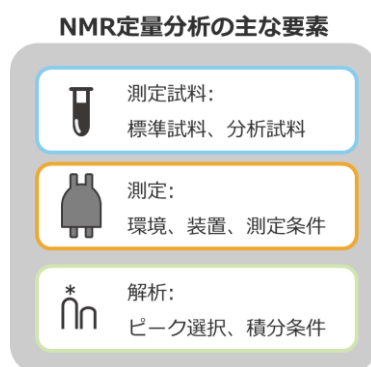 NMR定量分析の主な要素
測定試料:
標準試料、分析試料
測定:
環境、装置、測定条件
*
解析:
ピーク選択、積分条件